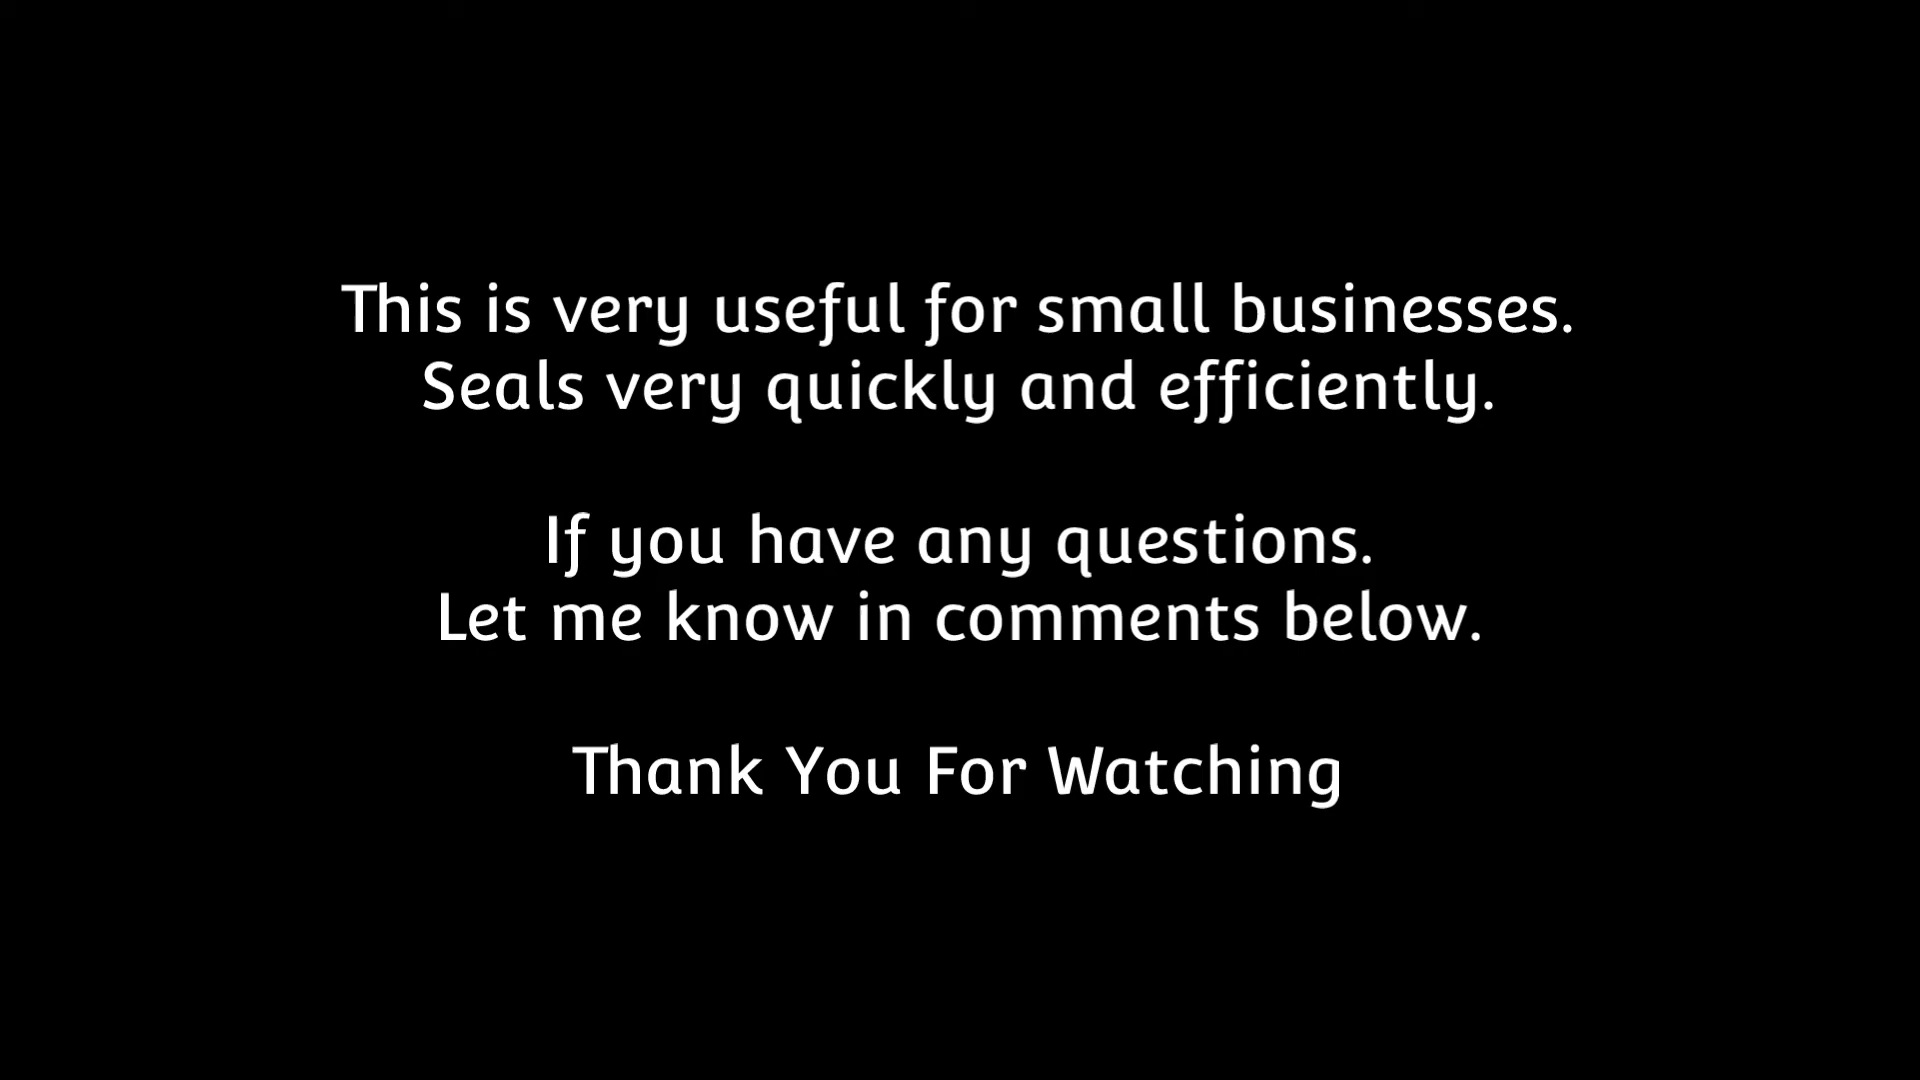 This is very useful for small businesses.
Seals very quickly and efficiently.
If you have any questions.
Let me know in comments below.
Thank You For Watching